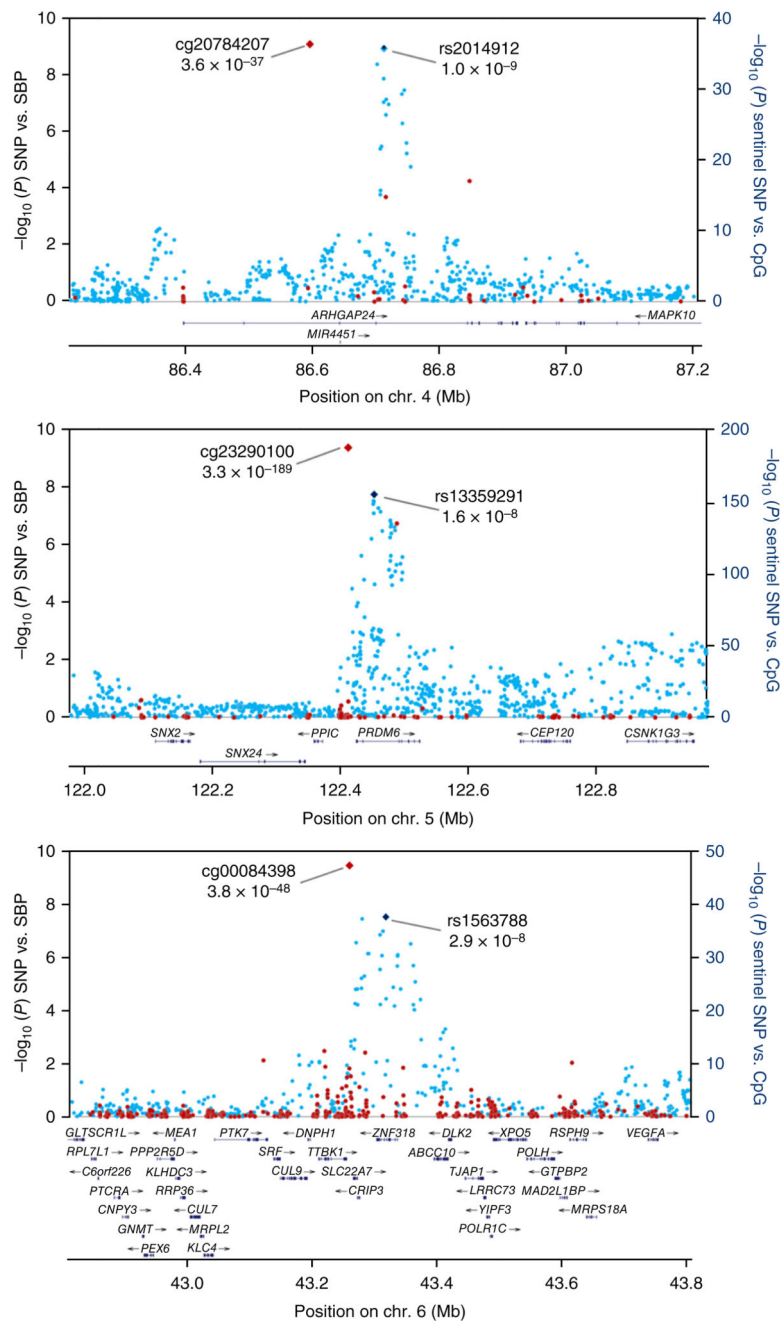 10
8
6
4
2
0
–log10 (P) SNP vs. SBP
40
30
20
10
0
–log10 (P) sentinel SNP vs. CpG
cg20784207
3.6 × 10–37
rs2014912
1.0 × 10–9
ARHGAP24
MAPK10
MIR4451
86.4 86.6 86.8 87.0 87.2
Position on chr. 4 (Mb)
10
8
6
4
2
0
–log10 (P) SNP vs. SBP
200
150
100
50
0
–log10 (P) sentinel SNP vs. CpG
cg23290100
3.3 × 10–189
rs13359291
1.6 × 10–8
SNX2 PPIC PRDM6 CEP120 CSNK1G3
SNX24
122.0 122.2 122.4 122.6 122.8
Position on chr. 5 (Mb)
10
8
6
4
2
0
–log10 (P) SNP vs. SBP
50
40
30
20
10
0
–log10 (P) sentinel SNP vs. CpG
cg00084398
3.8 × 10–48
rs1563788
2.9 × 10–8
GLTSCR1L MEA1 PTK7 DNPH1 ZNF318 DLK2 XPO5 RSPH9 VEGFA
RPL7L1 PPP2R5D SRF TTBK1 ABCC10 POLH
C6orf226 KLHDC3 CUL9 SLC22A7 TJAP1 GTPBP2
PTCRA RRP36 CRIP3 LRRC73 MAD2L1BP
CNPY3 CUL7 YIPF3 MRPS18A
GNMT MRPL2 POLR1C
PEX6 KLC4
43.0 43.2 43.4 43.6 43.8
Position on chr. 6 (Mb)